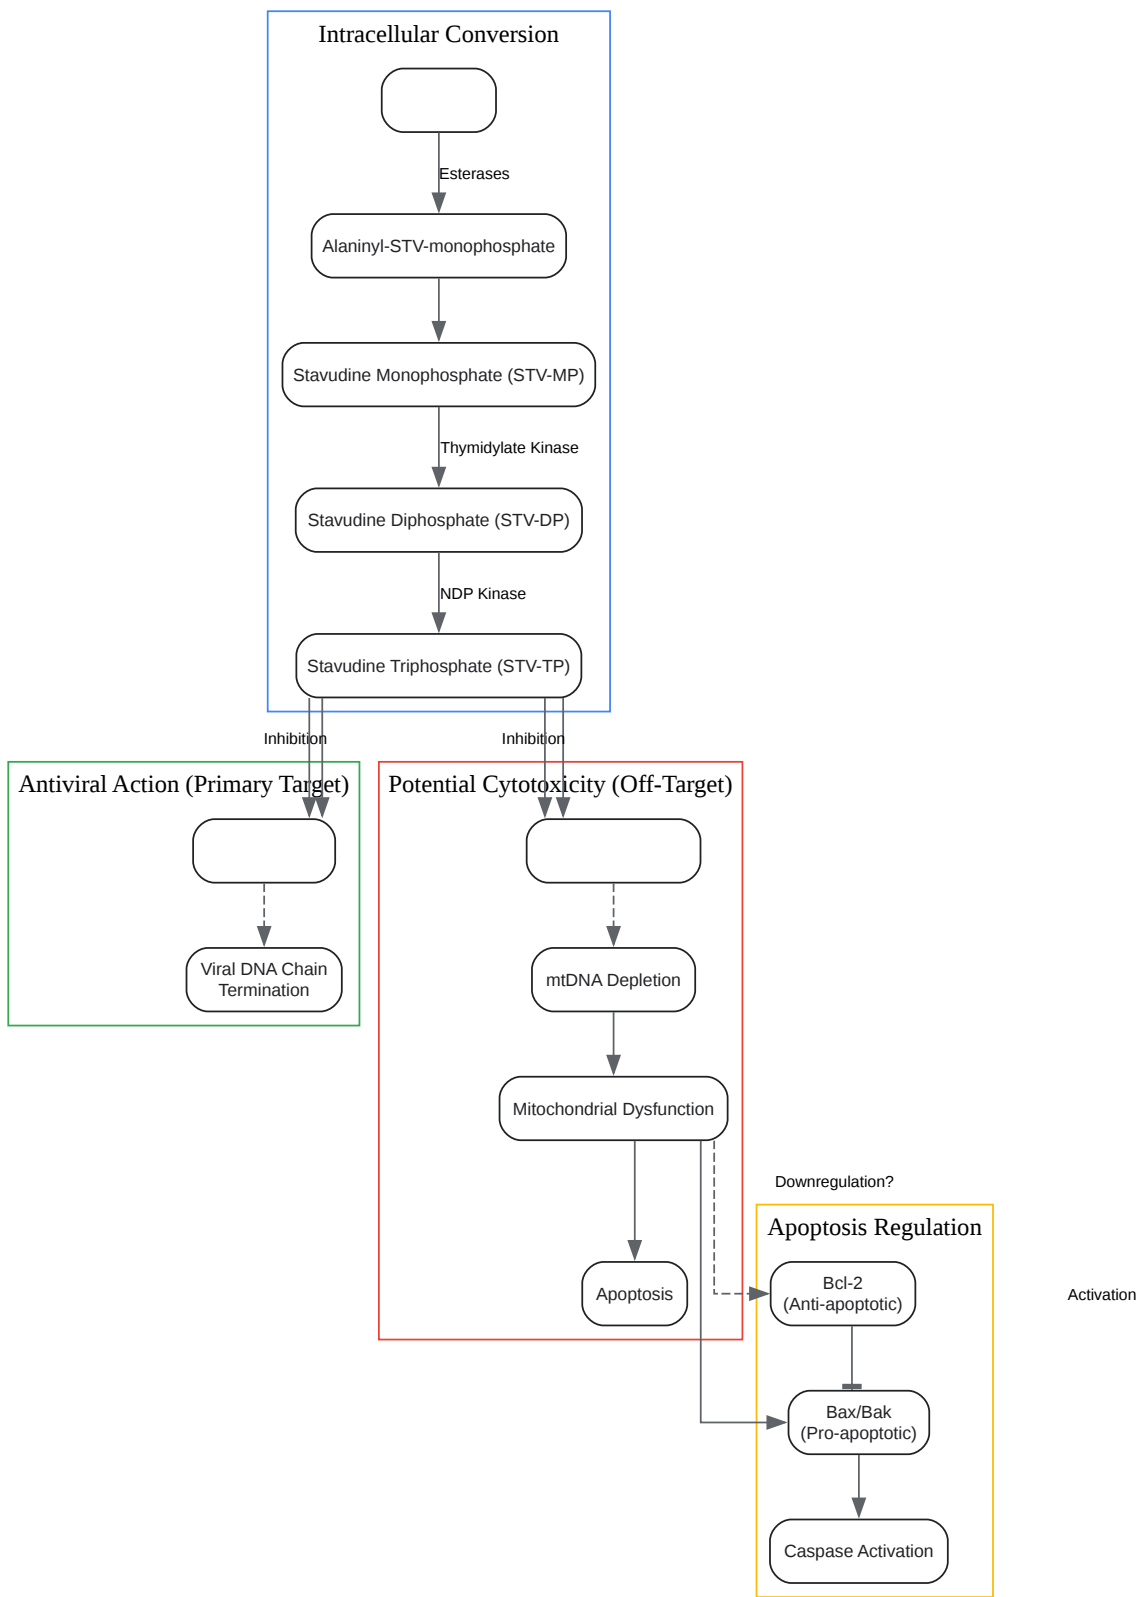 Intracellular Conversion
Esterases
Alaninyl-STV-monophosphate
Stavudine Monophosphate (STV-MP)
Thymidylate Kinase
Stavudine Diphosphate (STV-DP)
NDP Kinase
Stavudine Triphosphate (STV-TP)
Inhibition
Inhibition
Antiviral Action (Primary Target)
Potential Cytotoxicity (Off-Target)
Viral DNA Chain
Termination
mtDNA Depletion
Mitochondrial Dysfunction
Downregulation?
Apoptosis Regulation
Apoptosis
Bcl-2
(Anti-apoptotic)
Activation
Bax/Bak
(Pro-apoptotic)
Caspase Activation